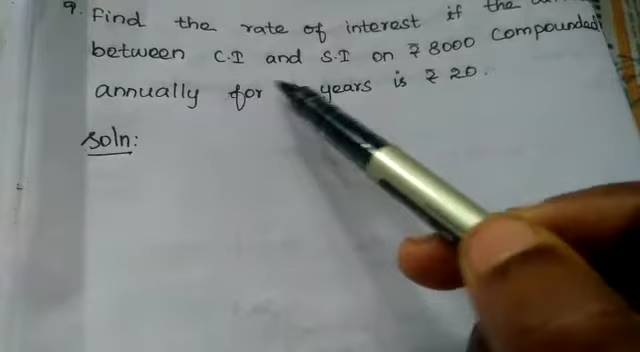 9. Find the rate of interest if the
between C.I and S.I on ₹ 8000 compounded
annually for years is ₹ 20.
Soln: